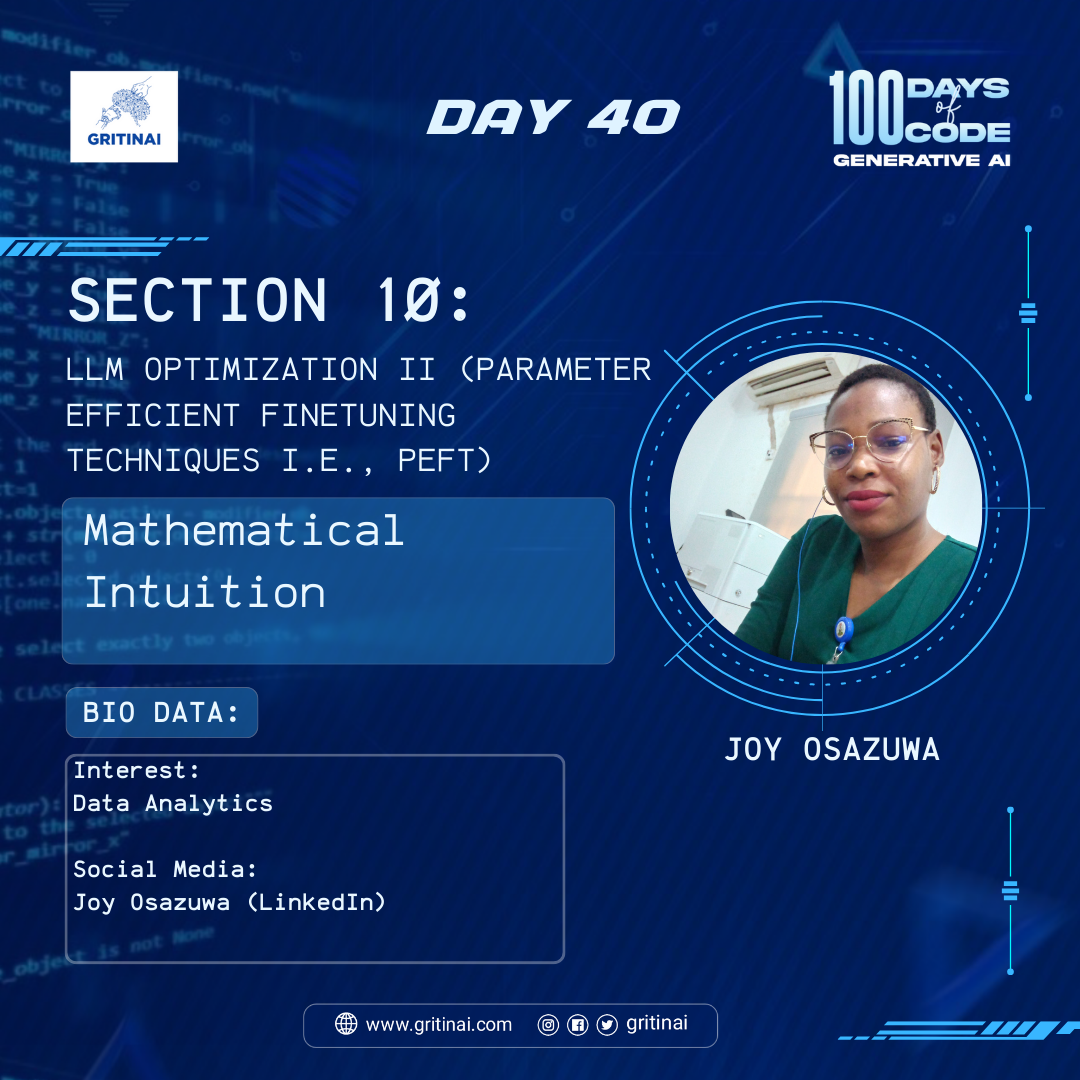 GRITINAI
DAY 40
100 DAYS
of
CODE
GENERATIVE AI
SECTION 10:
LLM OPTIMIZATION II (PARAMETER
EFFICIENT FINETUNING
TECHNIQUES I.E., PEFT)
Mathematical
Intuition
BIO DATA:
Interest:
Data Analytics
Social Media:
Joy Osazuwa (LinkedIn)
JOY OSAZUWA
www.gritinai.com
gritinai